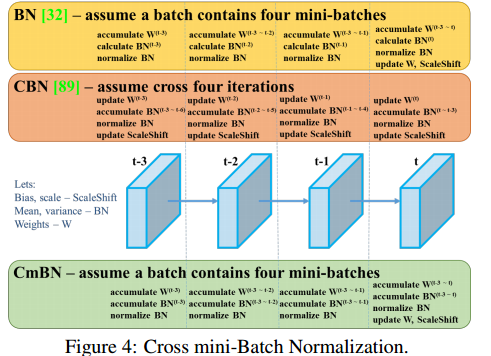 BN [32] – assume a batch contains four mini-batches
accumulate W(t-3)
calculate BN(t-3)
normalize BN
accumulate W(t-3 ~ t-2)
calculate BN(t-2)
normalize BN
accumulate W(t-3 ~ t-1)
calculate BN(t-1)
normalize BN
accumulate W(t-3 ~ t)
calculate BN(t)
normalize BN
update W, ScaleShift
CBN [89] – assume cross four iterations
update W(t-3)
accumulate BN(t-3 ~ t-6)
normalize BN
update ScaleShift
update W(t-2)
accumulate BN(t-2 ~ t-5)
normalize BN
update ScaleShift
update W(t-1)
accumulate BN(t-1 ~ t-4)
normalize BN
update ScaleShift
update W(t)
accumulate BN(t ~ t-3)
normalize BN
update ScaleShift
t-3
t-2
t-1
t
Lets:
Bias, scale – ScaleShift
Mean, variance – BN
Weights – W
CmBN – assume a batch contains four mini-batches
accumulate W(t-3)
accumulate BN(t-3)
normalize BN
accumulate W(t-3 ~ t-2)
accumulate BN(t-3 ~ t-2)
normalize BN
accumulate W(t-3 ~ t-1)
accumulate BN(t-3 ~ t-1)
normalize BN
accumulate W(t-3 ~ t)
accumulate BN(t-3 ~ t)
normalize BN
update W, ScaleShift
Figure 4: Cross mini-Batch Normalization.